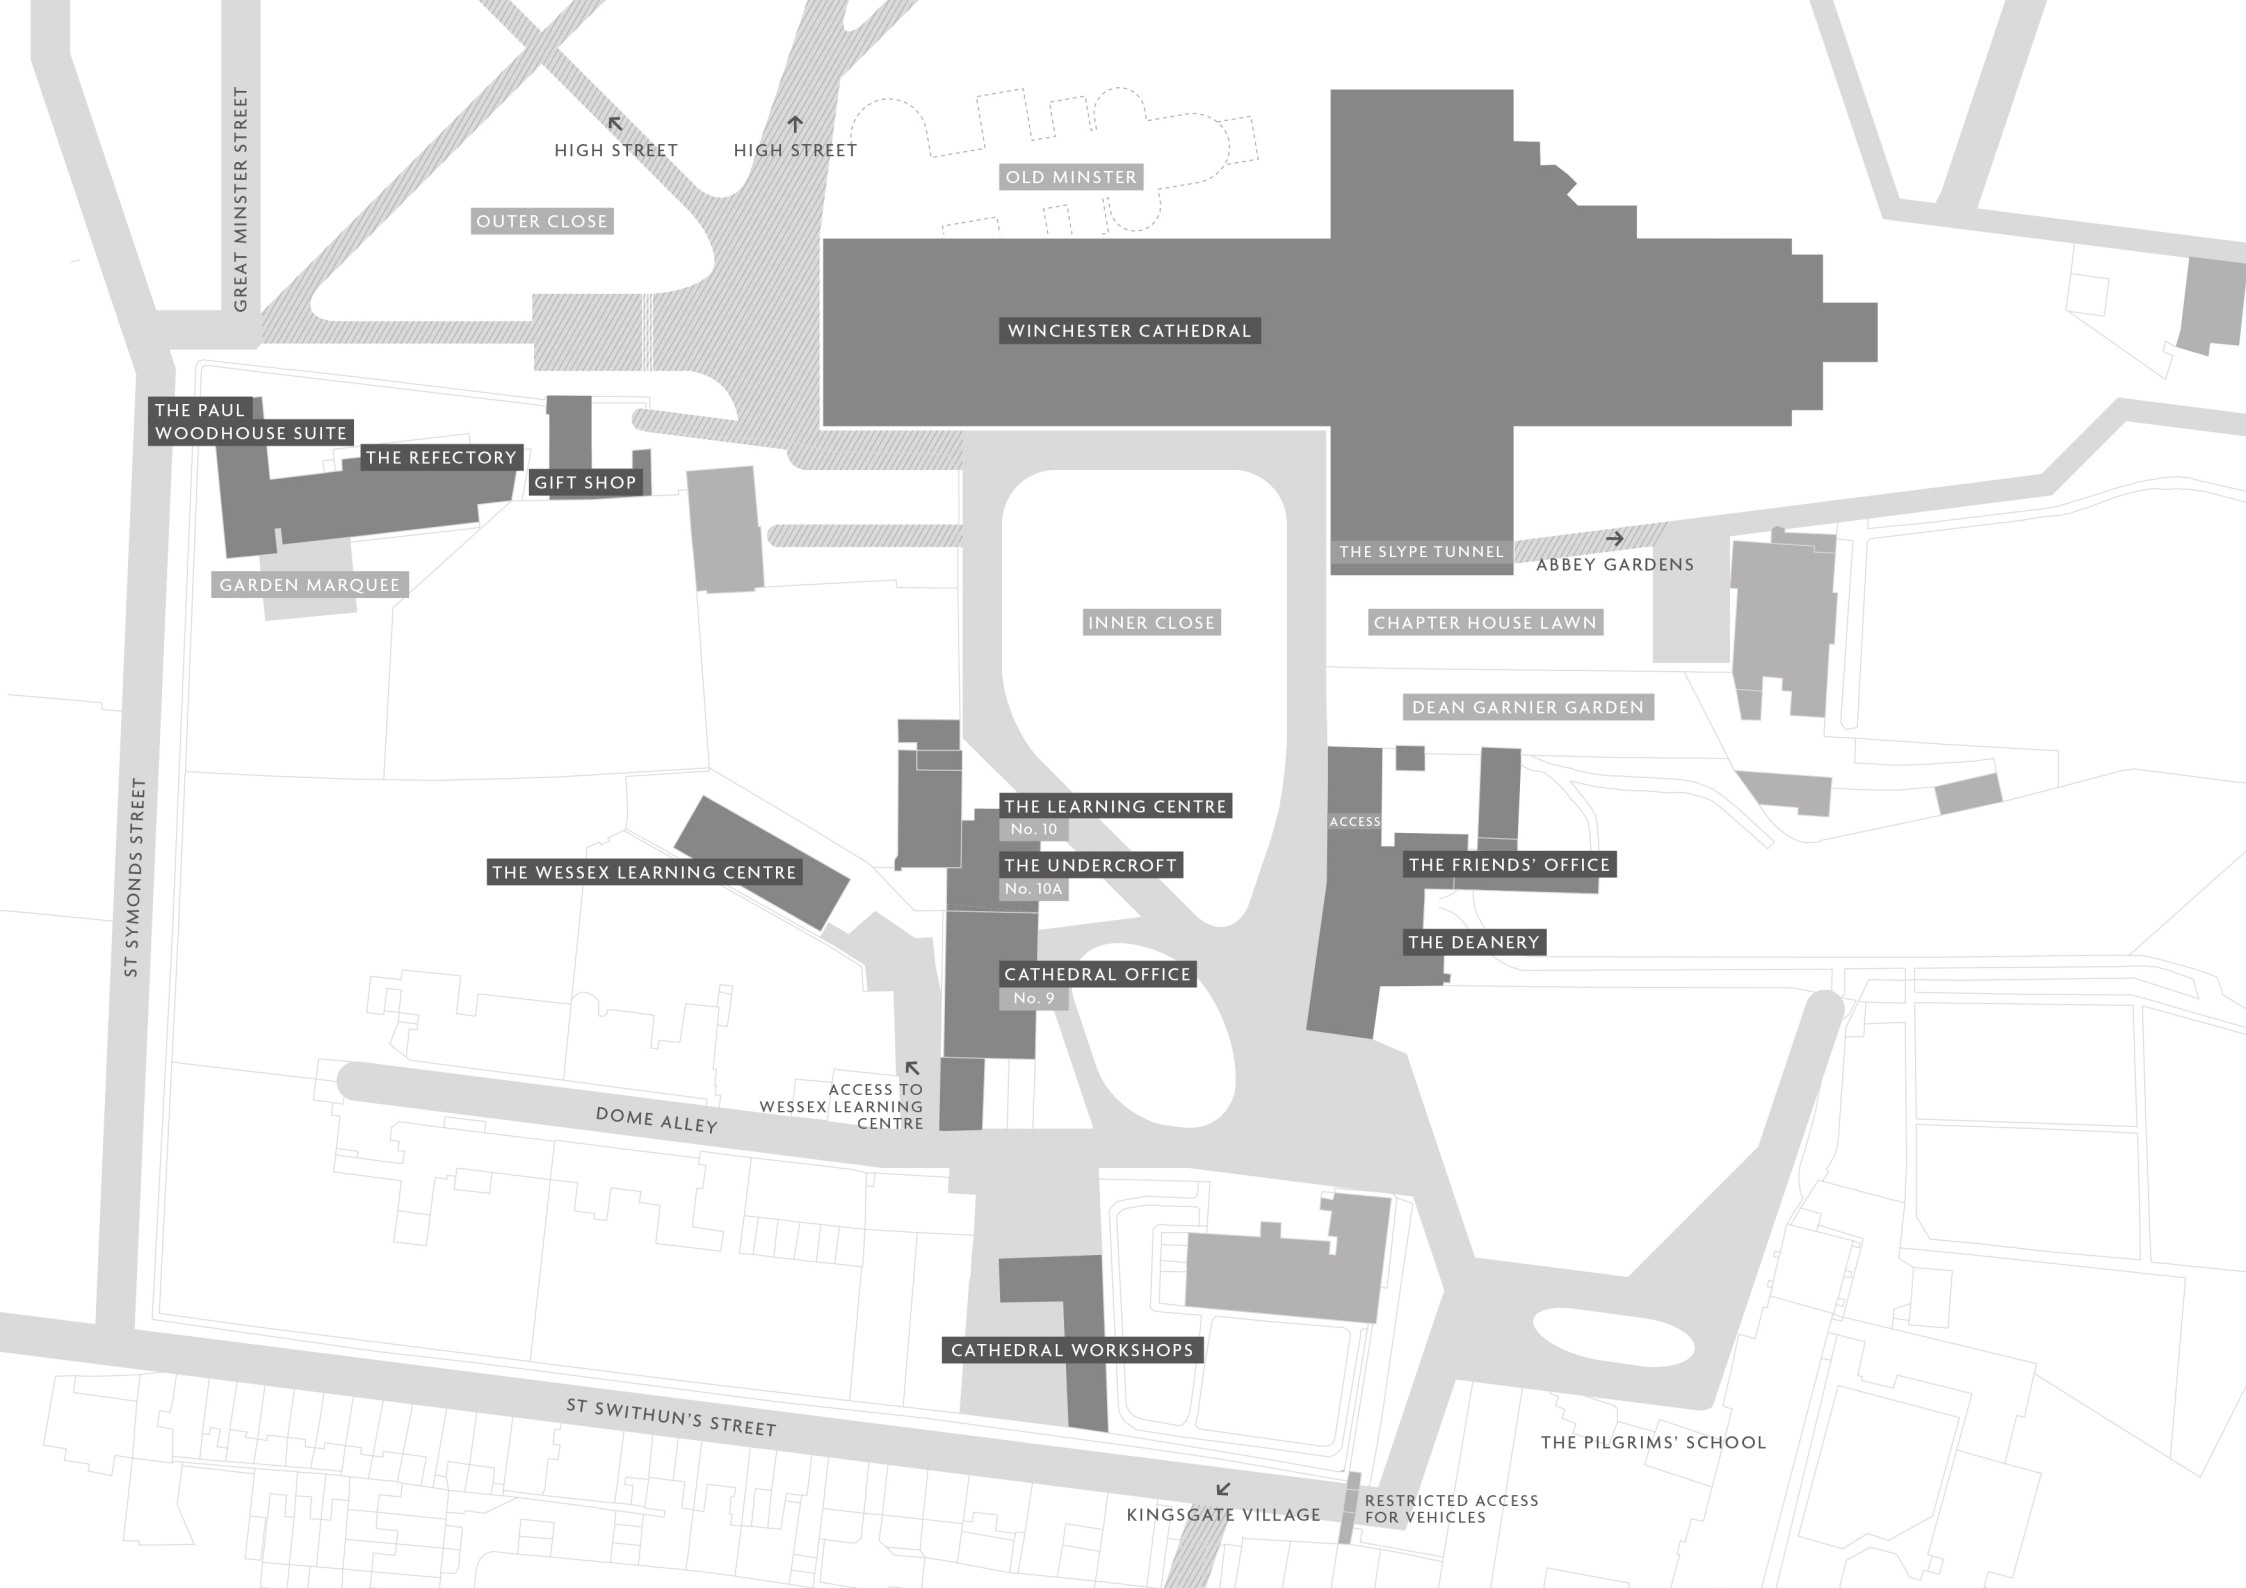 GREAT MINSTER STREET
HIGH STREET
HIGH STREET
OLD MINSTER
OUTER CLOSE
WINCHESTER CATHEDRAL
THE PAUL
WOODHOUSE SUITE
THE REFECTORY
GIFT SHOP
GARDEN MARQUEE
THE SLYPE TUNNEL
ABBEY GARDENS
INNER CLOSE
CHAPTER HOUSE LAWN
DEAN GARNIER GARDEN
ST SYMONDS STREET
THE LEARNING CENTRE
No. 10
ACCESS
THE UNDERCROFT
No. 10A
THE WESSEX LEARNING CENTRE
THE FRIENDS’ OFFICE
THE DEANERY
CATHEDRAL OFFICE
No. 9
ACCESS TO
WESSEX LEARNING
CENTRE
DOME ALLEY
CATHEDRAL WORKSHOPS
ST SWITHUN’S STREET
THE PILGRIMS’ SCHOOL
KINGSGATE VILLAGE
RESTRICTED ACCESS
FOR VEHICLES